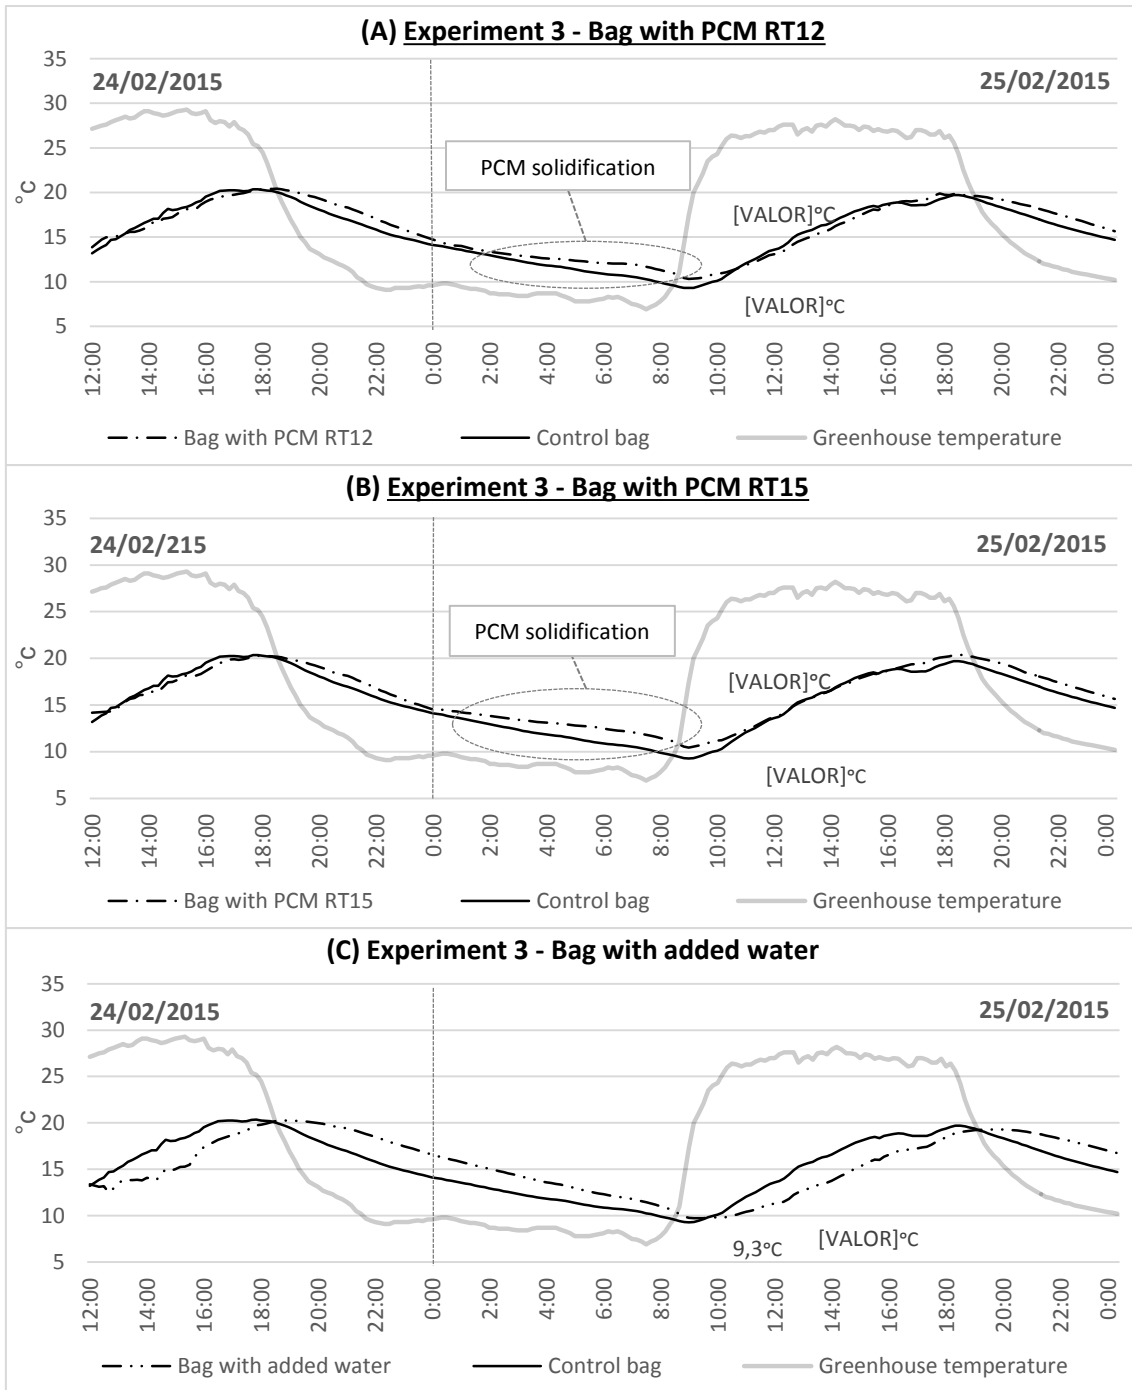 (A) Experiment 3 - Bag with PCM RT12
35
30
25
20
15
10
5
°C
24/02/2015
25/02/2015
PCM solidification
[VALOR]°C
[VALOR]°C
12:00 14:00 16:00 18:00 20:00 22:00 0:00 2:00 4:00 6:00 8:00 10:00 12:00 14:00 16:00 18:00 20:00 22:00 0:00
Bag with PCM RT12 Control bag Greenhouse temperature
(B) Experiment 3 - Bag with PCM RT15
35
30
25
20
15
10
5
°C
24/02/215
25/02/2015
PCM solidification
[VALOR]°C
[VALOR]°C
12:00 14:00 16:00 18:00 20:00 22:00 0:00 2:00 4:00 6:00 8:00 10:00 12:00 14:00 16:00 18:00 20:00 22:00 0:00
Bag with PCM RT15 Control bag Greenhouse temperature
(C) Experiment 3 - Bag with added water
35
30
25
20
15
10
5
°C
24/02/2015
25/02/2015
9,3°C
[VALOR]°C
12:00 14:00 16:00 18:00 20:00 22:00 0:00 2:00 4:00 6:00 8:00 10:00 12:00 14:00 16:00 18:00 20:00 22:00 0:00
Bag with added water Control bag Greenhouse temperature